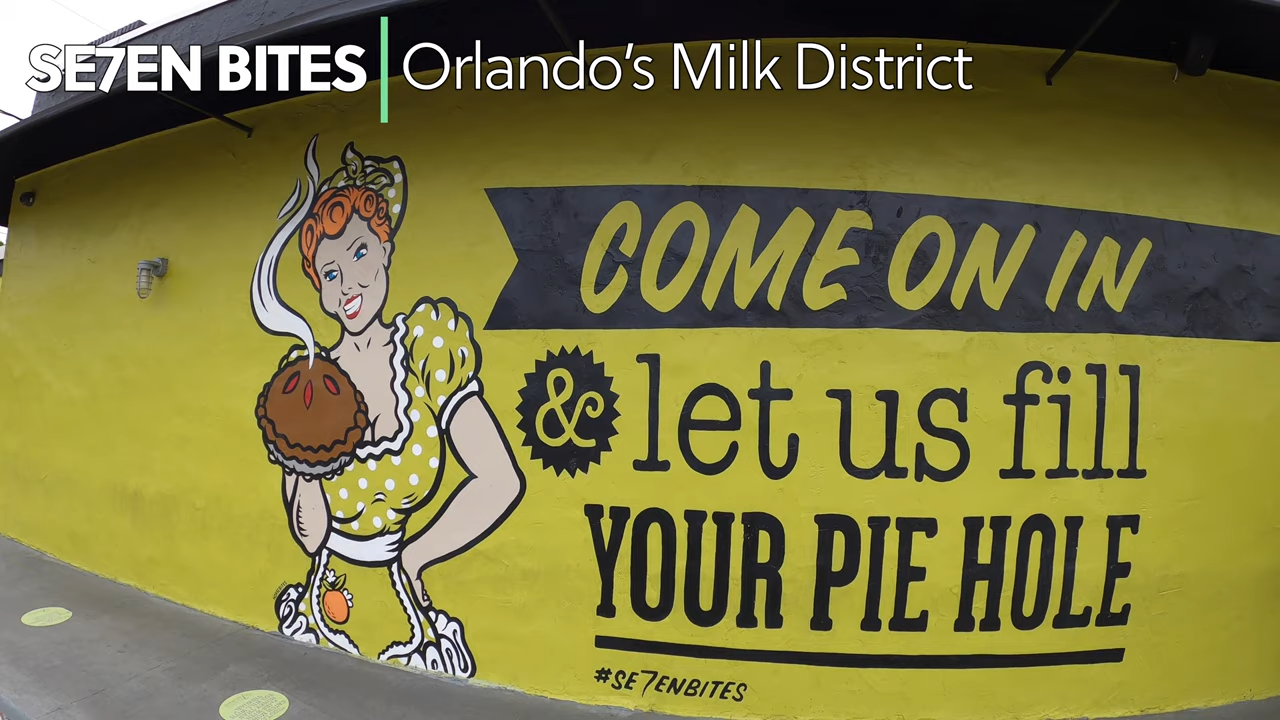 SE7EN BITES | Orlando's Milk District
COME ON IN
& let us fill
YOUR PIE HOLE
#SE7ENBITES